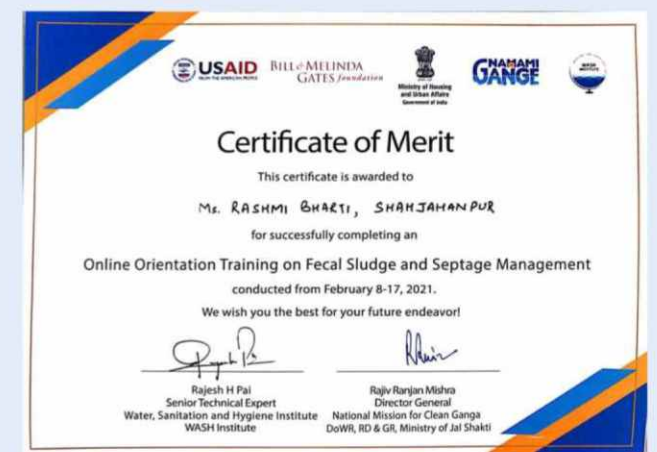 USAID
FROM THE AMERICAN PEOPLE
BILL & MELINDA
GATES foundation
Ministry of Housing
and Urban Affairs
Government of India
NAMAMI
GANGE
Certificate of Merit
This certificate is awarded to
Ms. RASHMI BHARTI, SHAHJAHANPUR
for successfully completing an
Online Orientation Training on Fecal Sludge and Septage Management
conducted from February 8-17, 2021.
We wish you the best for your future endeavor!
Rajesh H Pai
Senior Technical Expert
Water, Sanitation and Hygiene Institute
WASH Institute
Rajiv Ranjan Mishra
Director General
National Mission for Clean Ganga
DoWR, RD & GR, Ministry of Jal Shakti